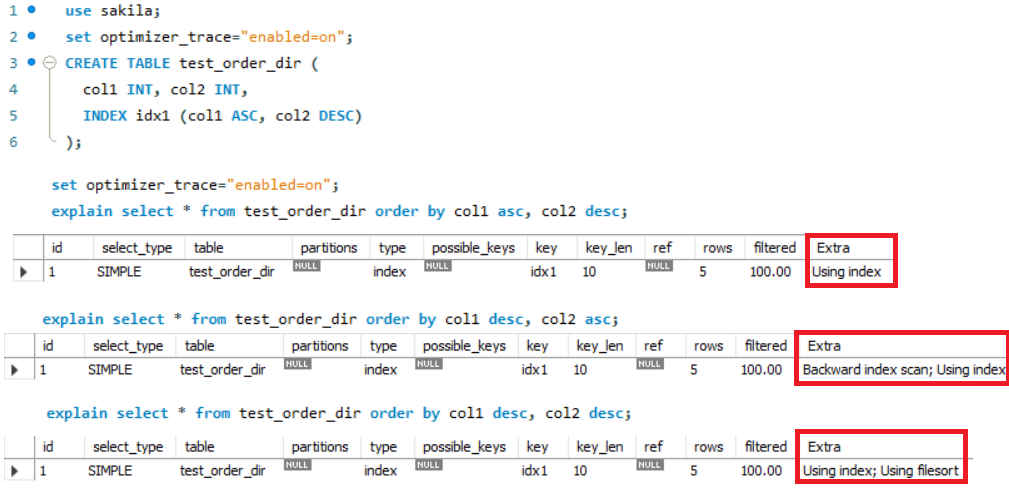 1 use sakila;
2 set optimizer_trace="enabled=on";
3 CREATE TABLE test_order_dir (
4 col1 INT, col2 INT,
5 INDEX idx1 (col1 ASC, col2 DESC)
6 );
set optimizer_trace="enabled=on";
explain select * from test_order_dir order by col1 asc, col2 desc;
id select_type table partitions type possible_keys key key_len ref rows filtered Extra
1 SIMPLE test_order_dir NULL index NULL idx1 10 NULL 5 100.00 Using index
explain select * from test_order_dir order by col1 desc, col2 asc;
id select_type table partitions type possible_keys key key_len ref rows filtered Extra
1 SIMPLE test_order_dir NULL index NULL idx1 10 NULL 5 100.00 Backward index scan; Using index
explain select * from test_order_dir order by col1 desc, col2 desc;
id select_type table partitions type possible_keys key key_len ref rows filtered Extra
1 SIMPLE test_order_dir NULL index NULL idx1 10 NULL 5 100.00 Using index; Using filesort